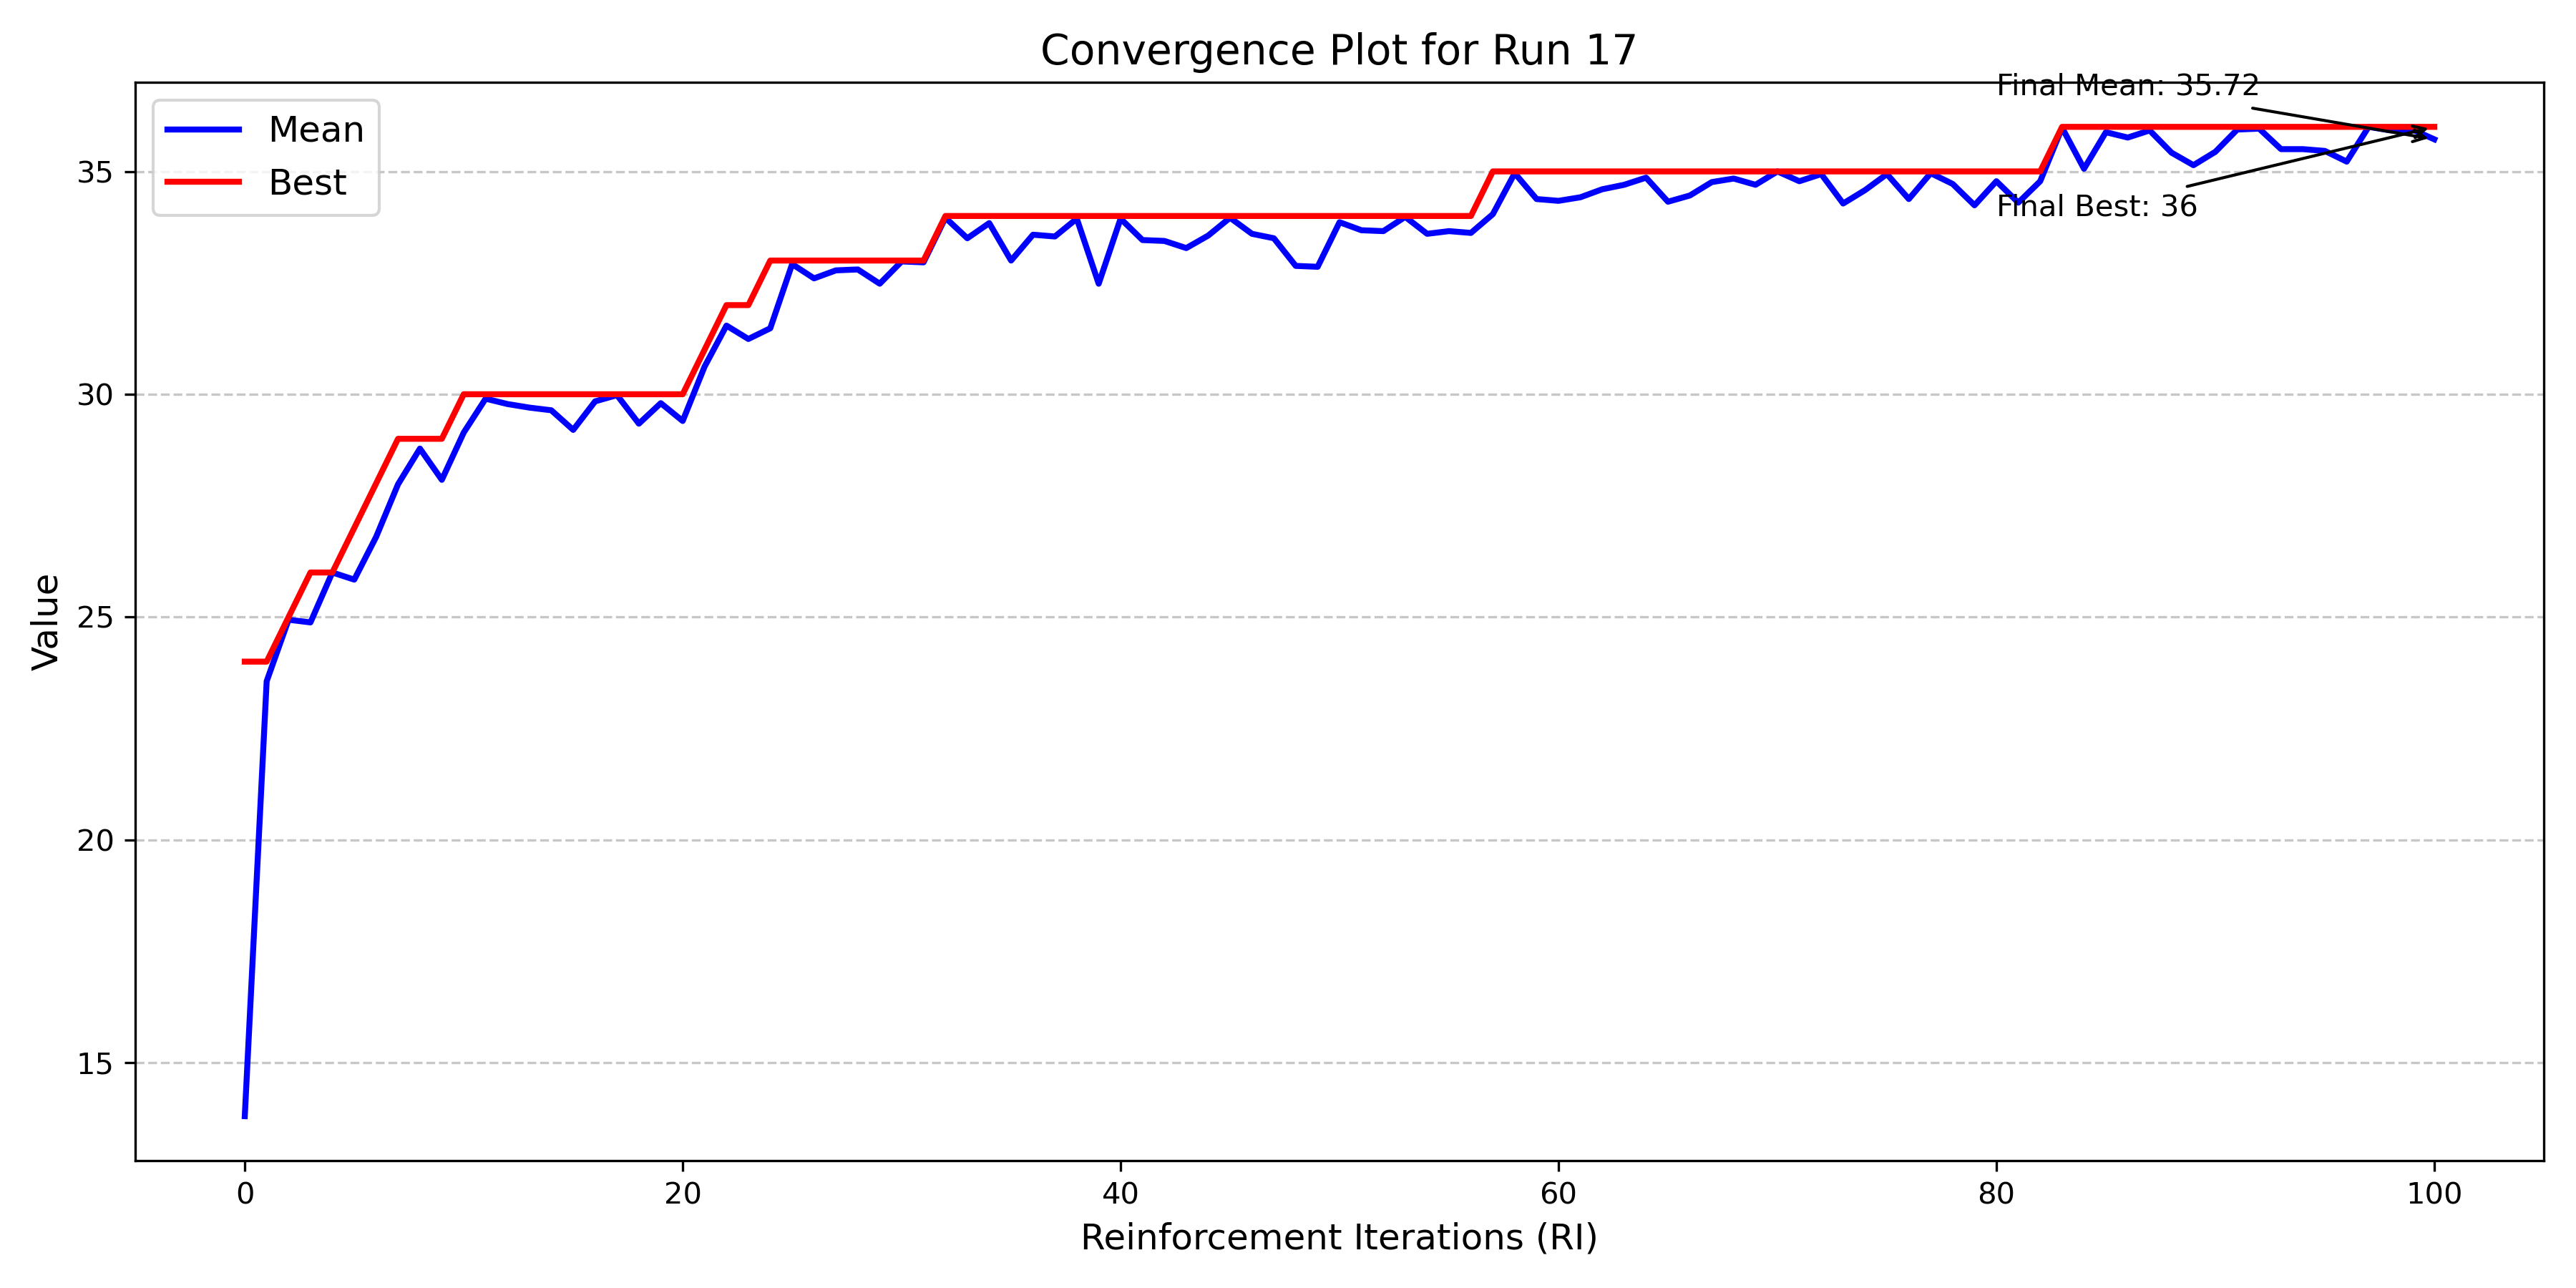 Convergence Plot for Run 17
Final Mean: 35.72
Mean
Best
Final Best: 36
35
30
25
20
15
Value
0 20 40 60 80 100
Reinforcement Iterations (RI)